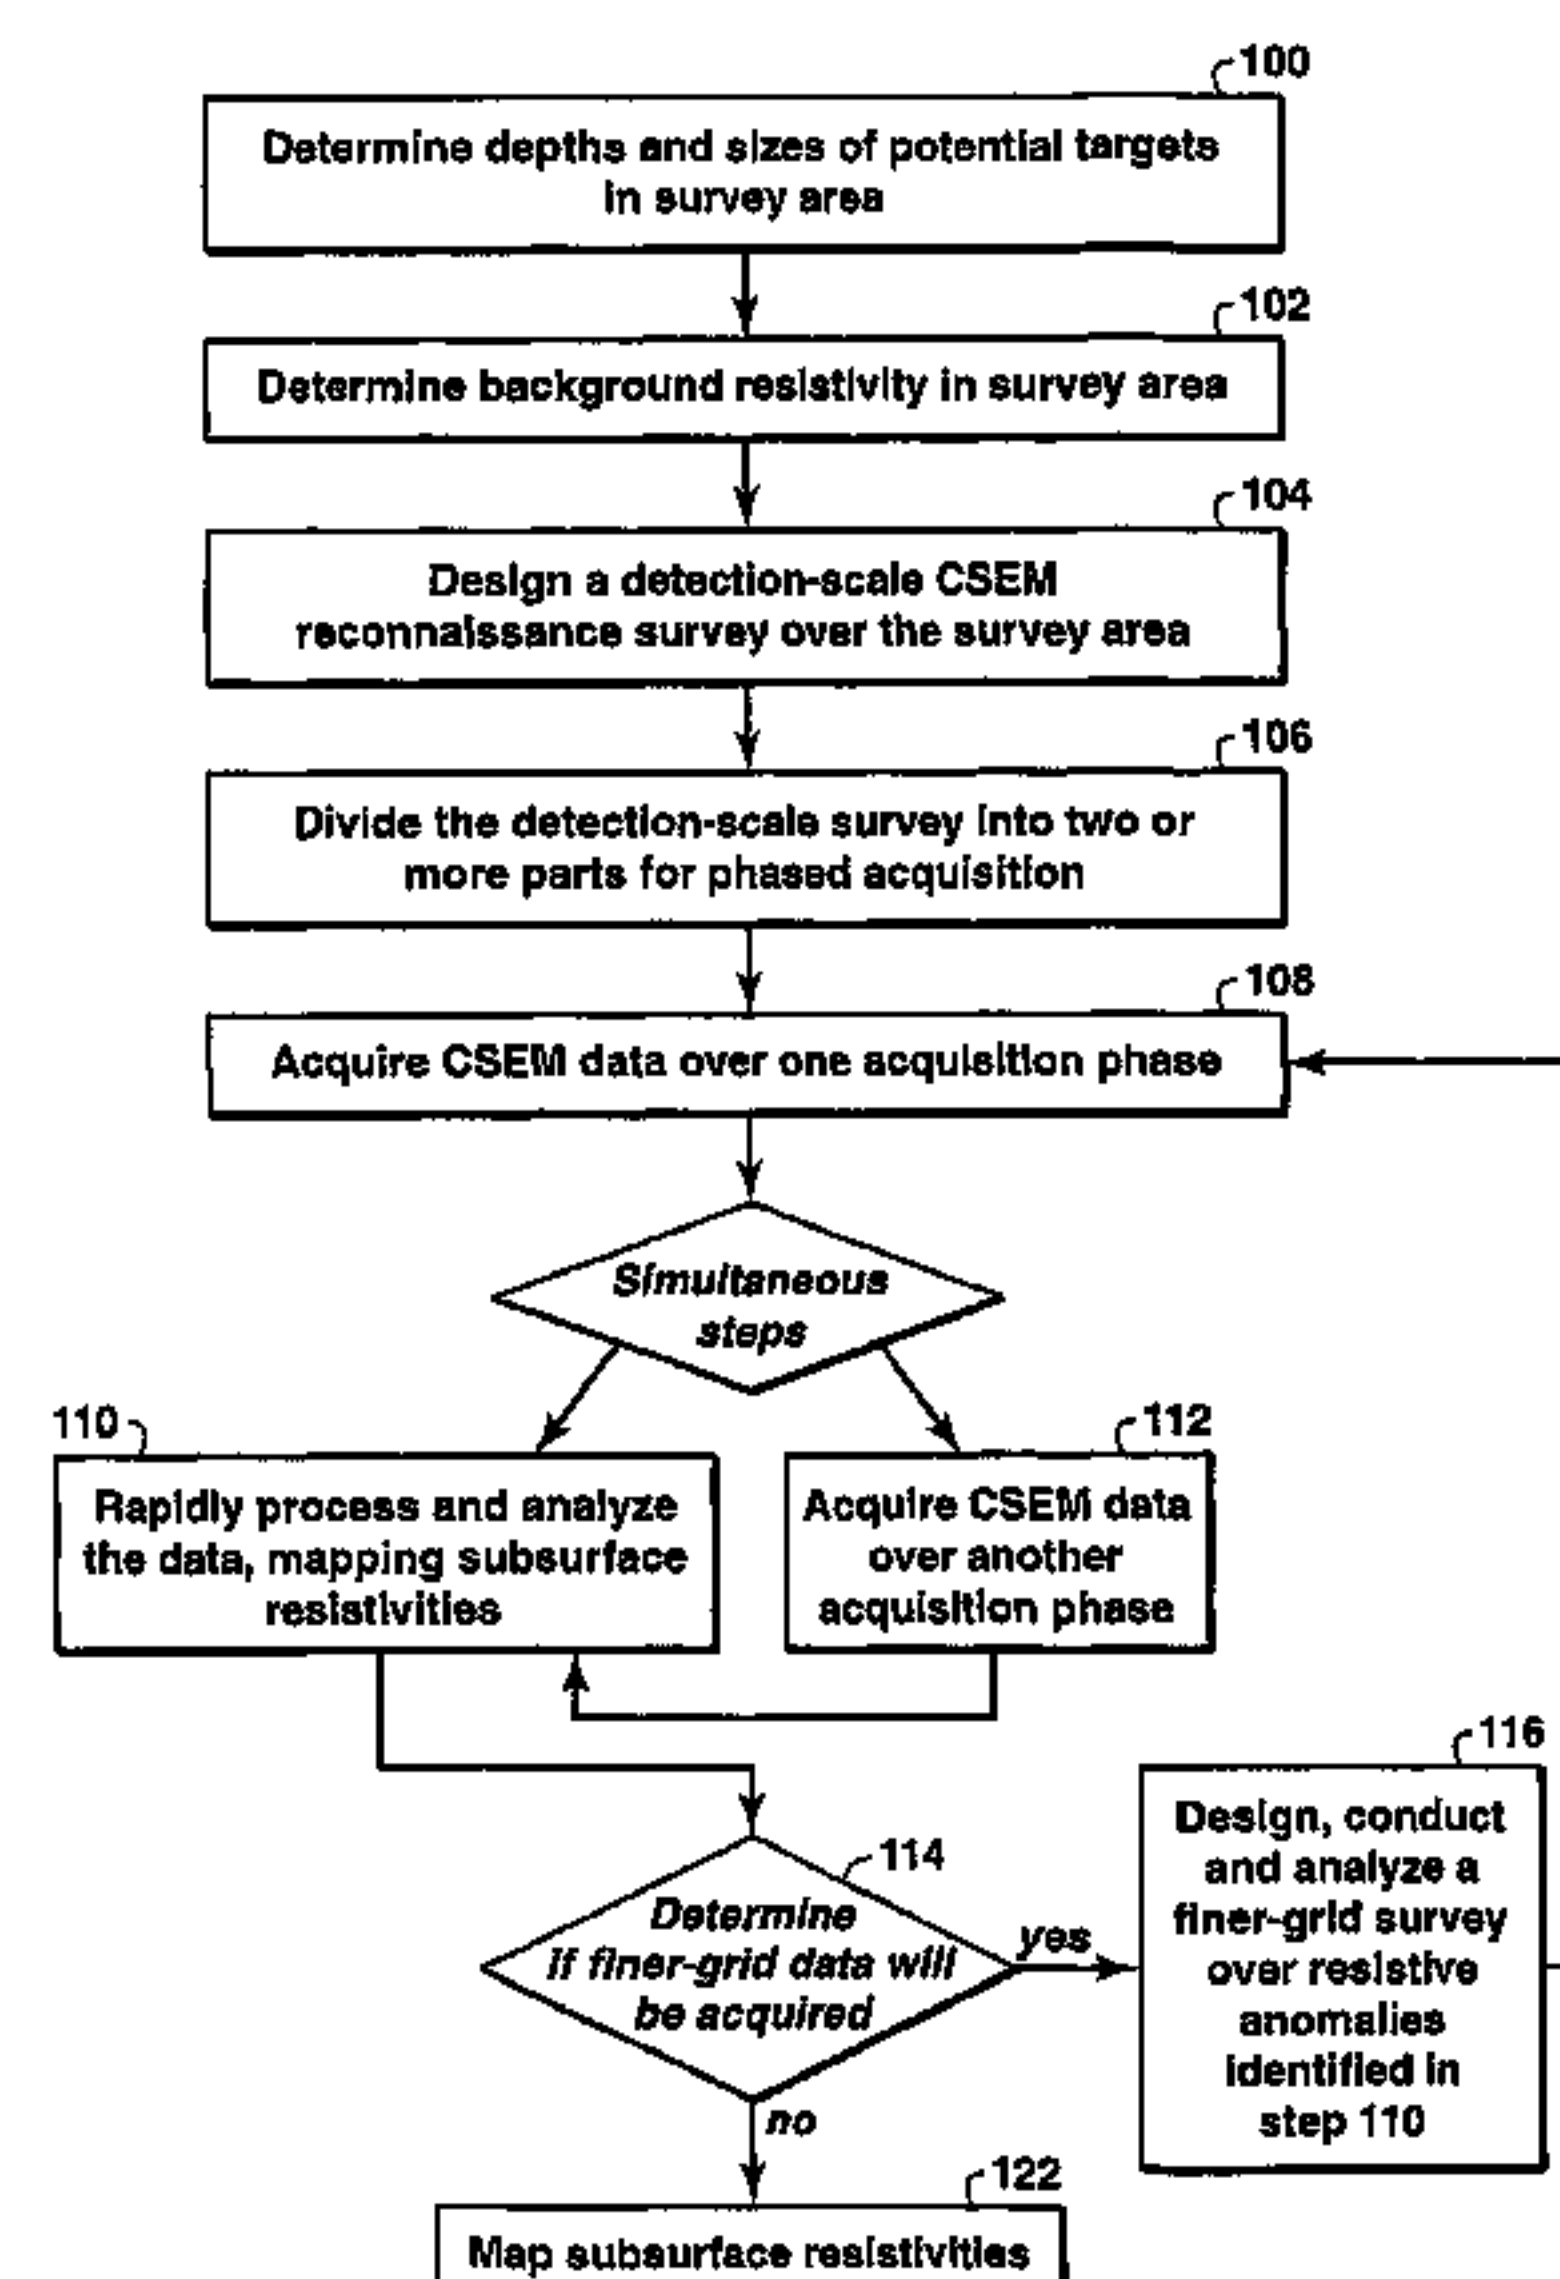 100
Determine depths and sizes of potential targets
in survey area
102
Determine background resistivity in survey area
104
Design a detection-scale CSEM
reconnaissance survey over the survey area
106
Divide the detection-scale survey into two or
more parts for phased acquisition
108
Acquire CSEM data over one acquisition phase
Simultaneous
steps
110
Rapidly process and analyze
the data, mapping subsurface
resistivities
112
Acquire CSEM data
over another
acquisition phase
114
Determine
if finer-grid data will
be acquired
yes
116
Design, conduct
and analyze a
finer-grid survey
over resistive
anomalies
identified in
step 110
no
122
Map subsurface resistivities